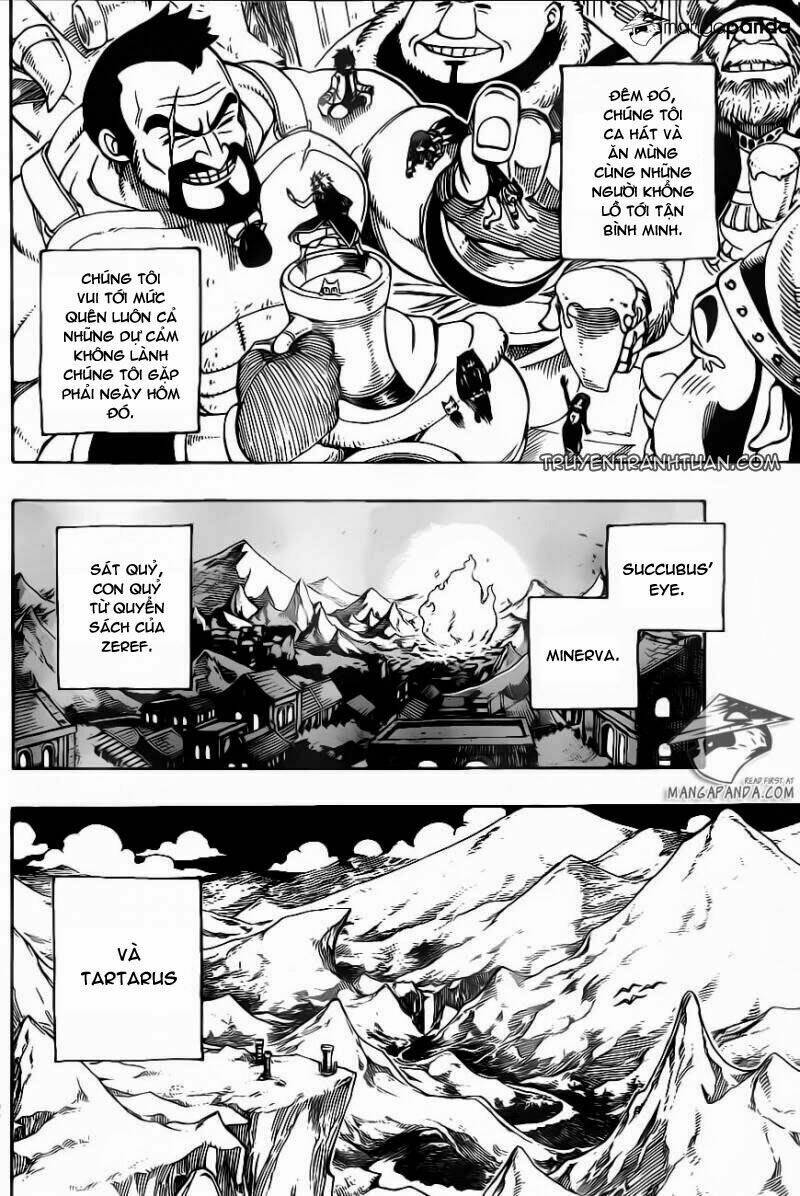 mangapanda
ĐÊM ĐÓ,
CHÚNG TÔI
CA HÁT VÀ
ĂN MỪNG
CÙNG NHỮNG
NGƯỜI KHỔNG
LỒ TỚI TẬN
BÌNH MINH.
CHÚNG TÔI
VUI TỚI MỨC
QUÊN LUÔN CẢ
NHỮNG DỰ CẢM
KHÔNG LÀNH
CHÚNG TÔI GẶP
PHẢI NGÀY HÔM
ĐÓ.
TRUYENTRANHTUAN.COM
SUCCUBUS'
EYE.
MINERVA.
SÁT QUỶ,
CON QUỶ
TỪ QUYỂN
SÁCH CỦA
ZEREF.
READ FIRST AT
MANGAPANDA.COM
VÀ
TARTARUS